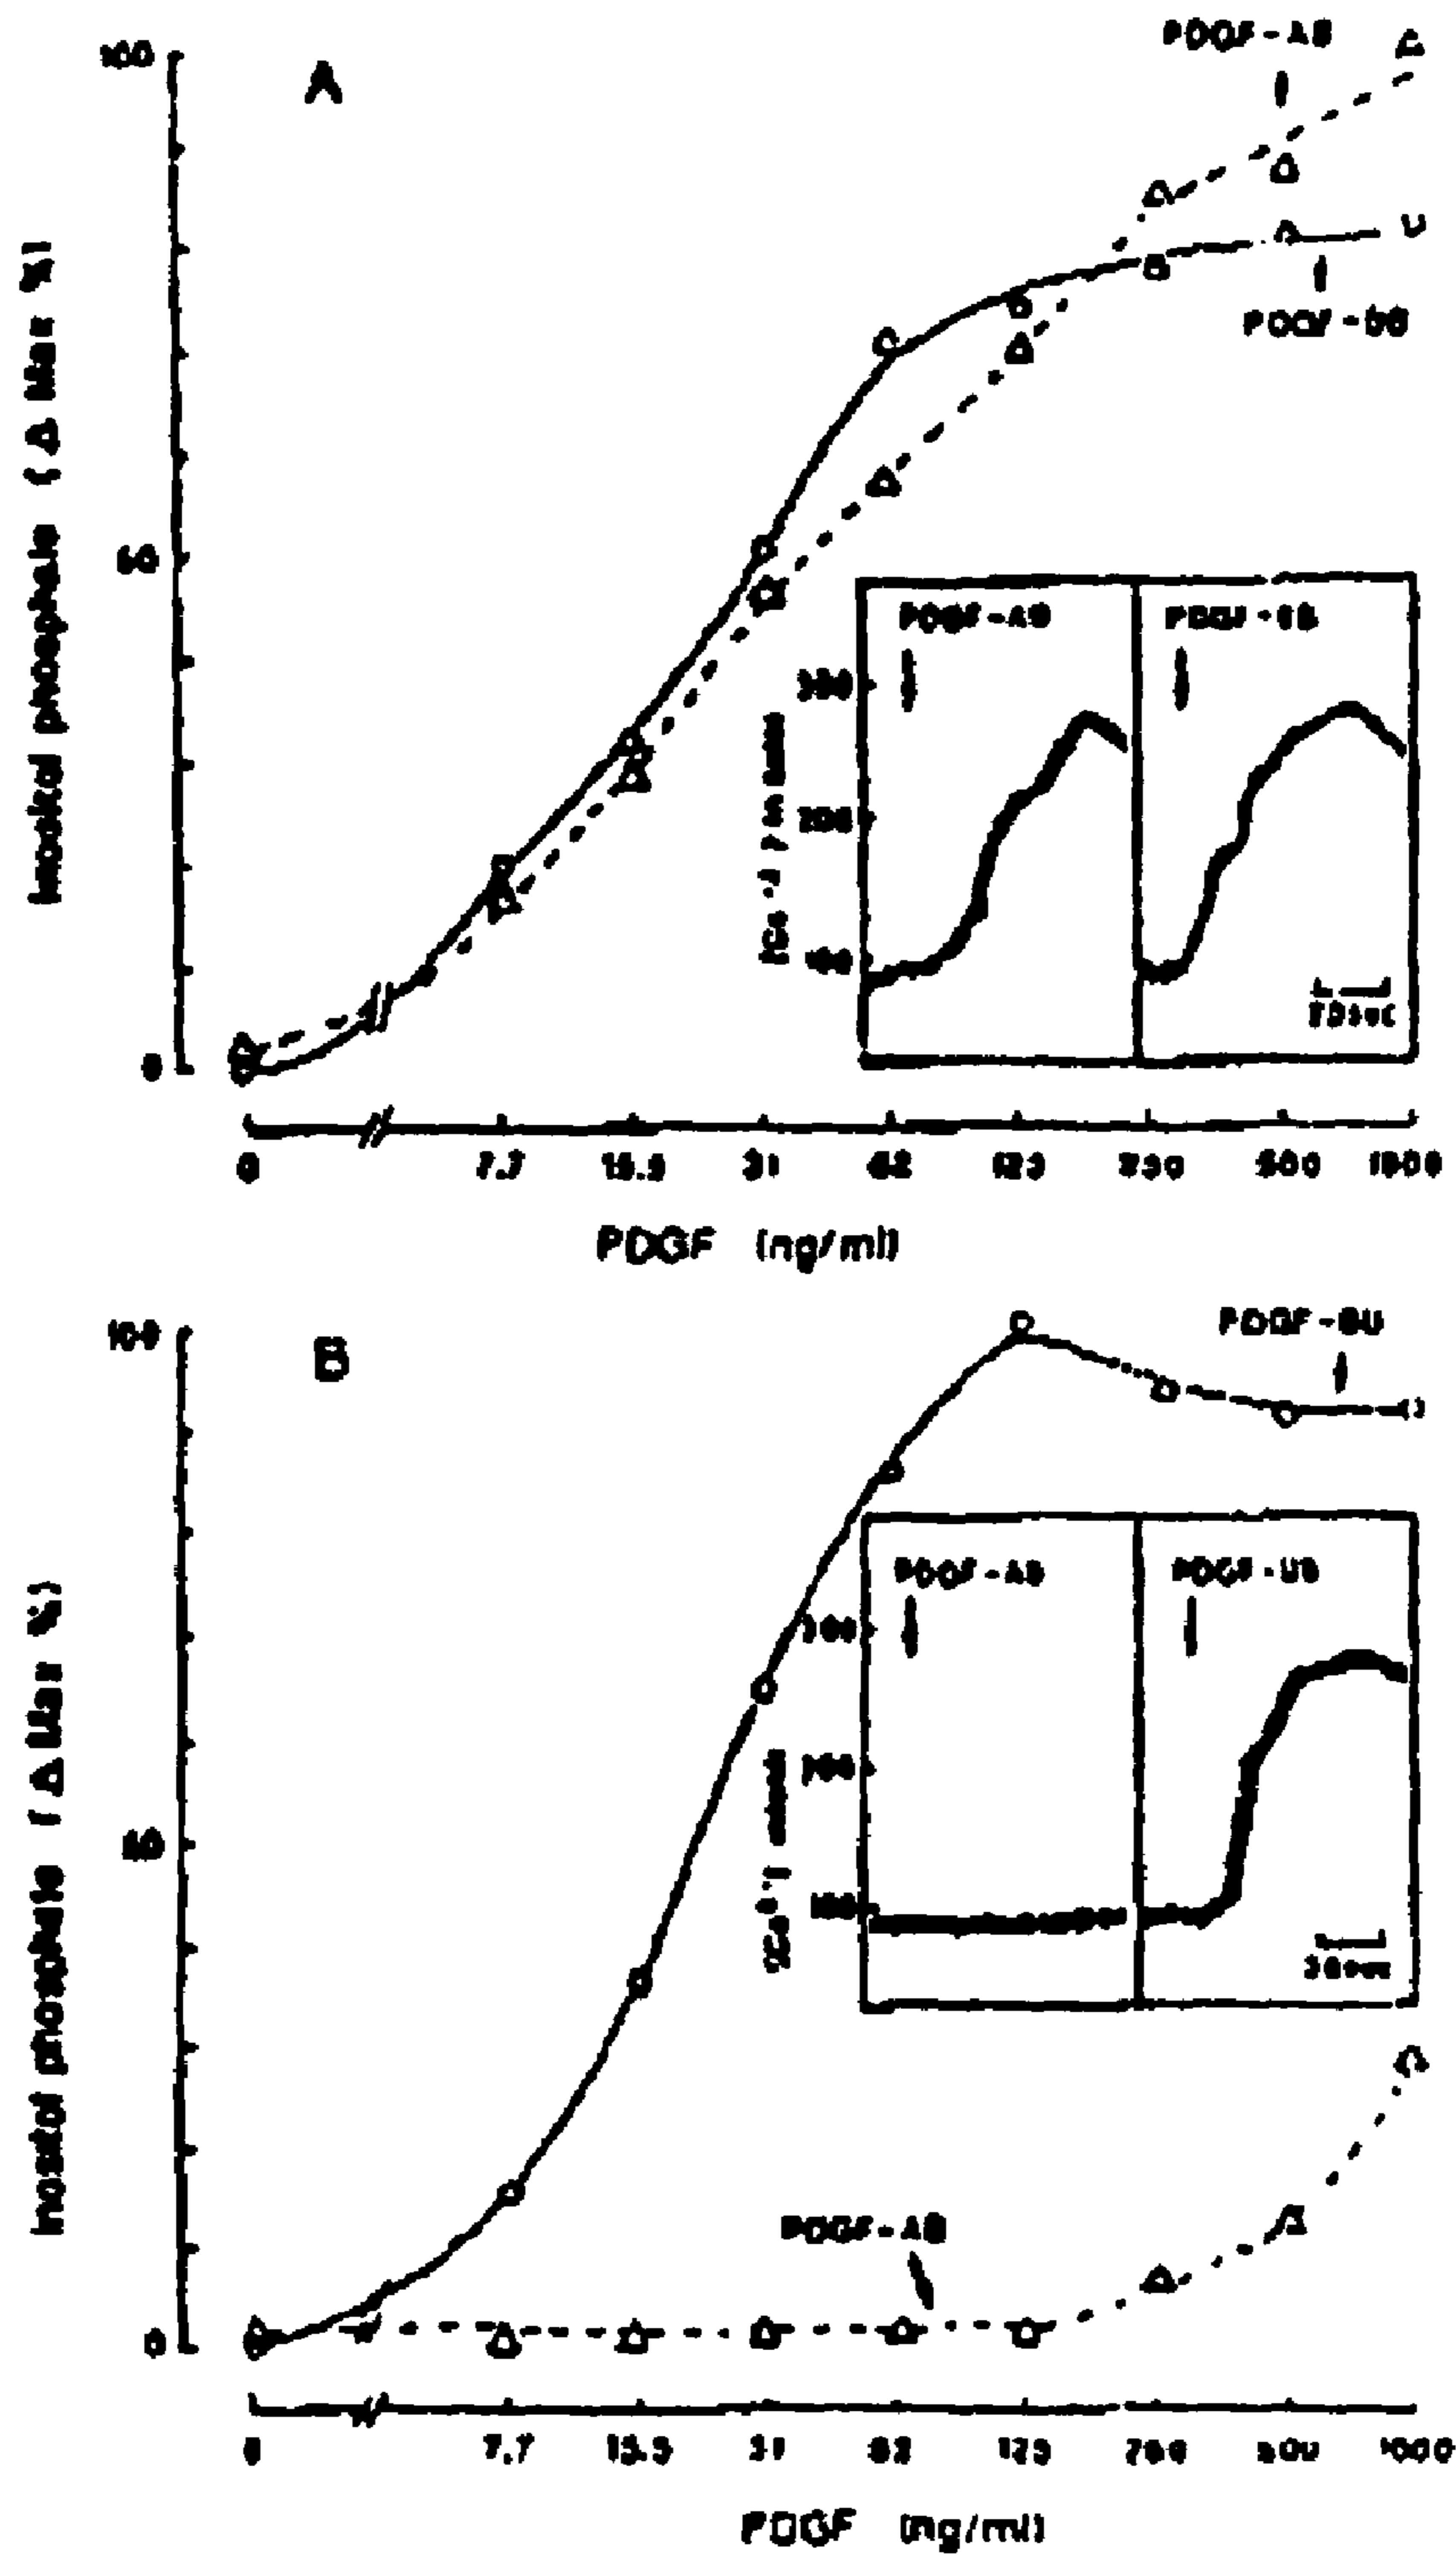 PDGF-AB
100
A
PDGF-BB
Inositol phosphate (Δ Max %)
50
PDGF-AB
PDGF-BB
300
200
100
0
0 7.7 15.5 31 62 125 250 500 1000
PDGF (ng/ml)
100
B
PDGF-BB
Inositol phosphate (Δ Max %)
PDGF-AB
PDGF-BB
300
200
50
100
30 sec
PDGF-AB
0
0 7.7 15.5 31 62 125 250 500 1000
PDGF (ng/ml)